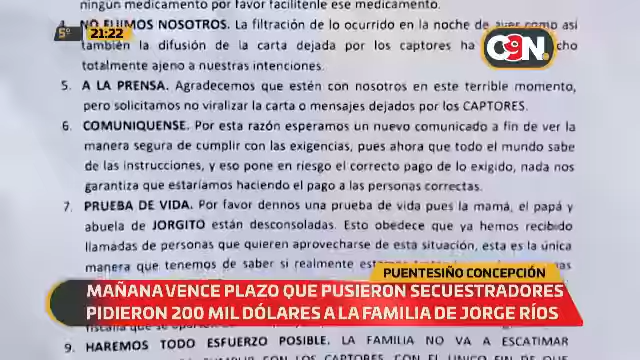 ningún medicamento por favor facilítenle ese medicamento.
5° 21:22
4. NO FUIMOS NOSOTROS. La filtración de lo ocurrido en la noche de ayer como así
también la difusión de la carta dejada por los captores ha
totalmente ajeno a nuestras intenciones.
C9N.
5. A LA PRENSA. Agradecemos que estén con nosotros en este terrible momento,
pero solicitamos no viralizar la carta o mensajes dejados por los CAPTORES.
6. COMUNIQUENSE. Por esta razón esperamos un nuevo comunicado a fin de ver la
manera segura de cumplir con las exigencias, pues ahora que todo el mundo sabe
de las instrucciones, y eso pone en riesgo el correcto pago de lo exigido, nada nos
garantiza que estaríamos haciendo el pago a las personas correctas.
7. PRUEBA DE VIDA. Por favor dennos una prueba de vida pues la mamá, el papá y
abuela de JORGITO están desconsoladas. Esto obedece que ya hemos recibido
llamadas de personas que quieren aprovecharse de esta situación, esta es la única
manera que tenemos de saber si realmente
PUENTESIÑO CONCEPCIÓN
MAÑANA VENCE PLAZO QUE PUSIERON SECUESTRADORES
PIDIERON 200 MIL DÓLARES A LA FAMILIA DE JORGE RÍOS
9. HAREMOS TODO ESFUERZO POSIBLE. LA FAMILIA NO VA A ESCATIMAR